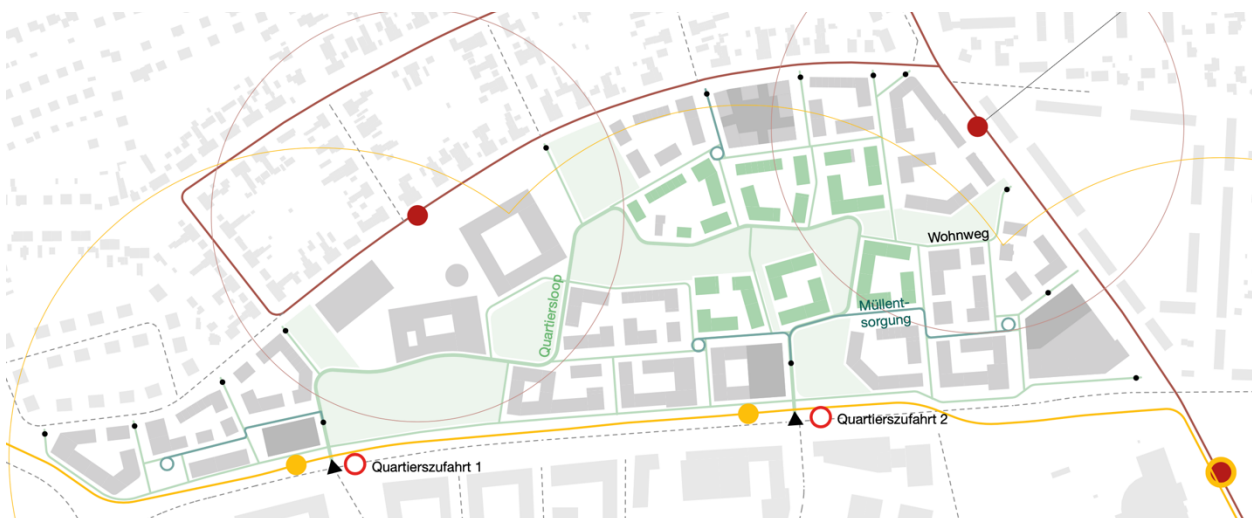 Wohnweg
Quartiersloop
Müllent-
sorgung
Quartierszufahrt 2
Quartierszufahrt 1